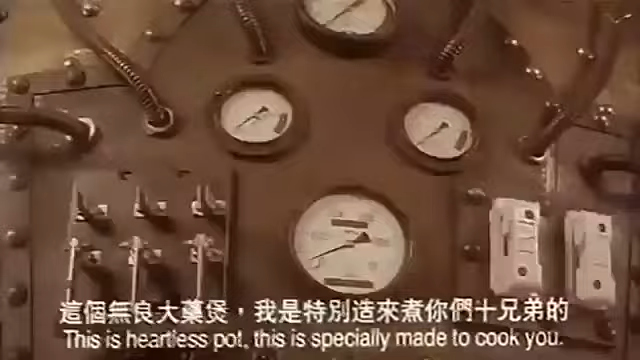 這個無良大藥煲，我是特別造來煮你們十兄弟的
This is heartless pot, this is specially made to cook you.